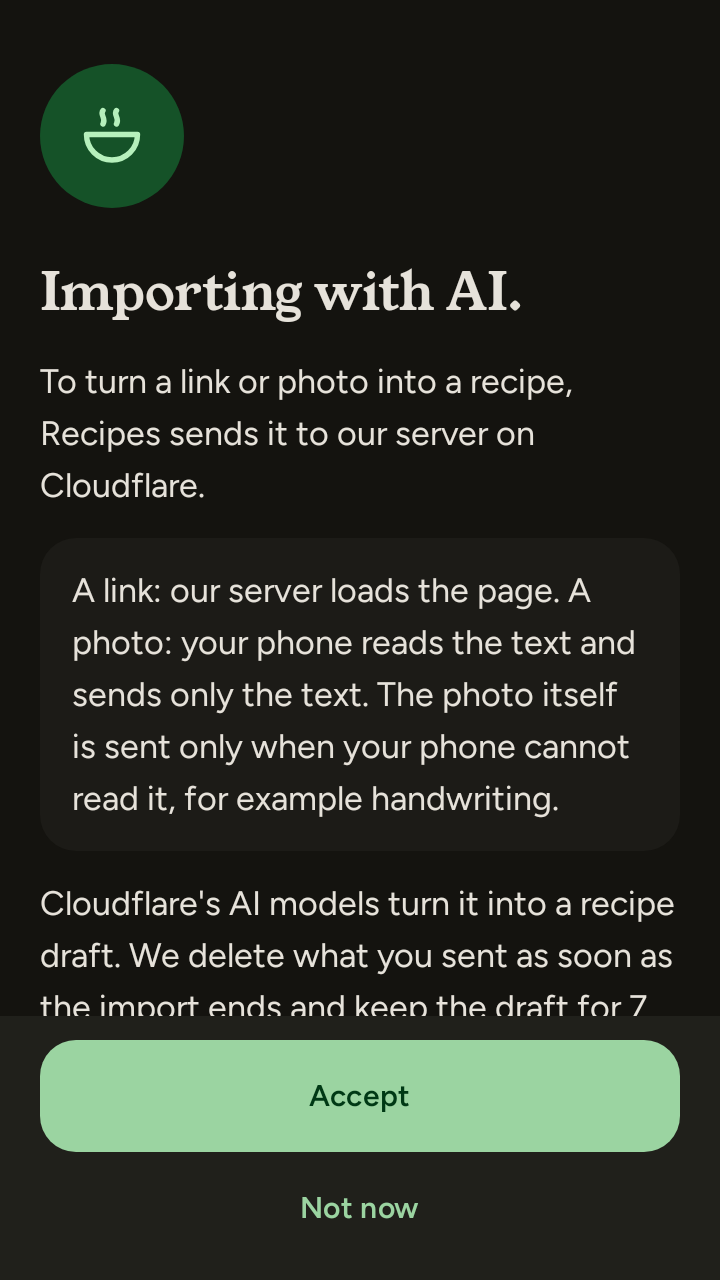 Importing with AI.
To turn a link or photo into a recipe,
Recipes sends it to our server on
Cloudflare.
A link: our server loads the page. A
photo: your phone reads the text and
sends only the text. The photo itself
is sent only when your phone cannot
read it, for example handwriting.
Cloudflare's AI models turn it into a recipe
draft. We delete what you sent as soon as
the import ends and keep the draft for 7
Accept
Not now